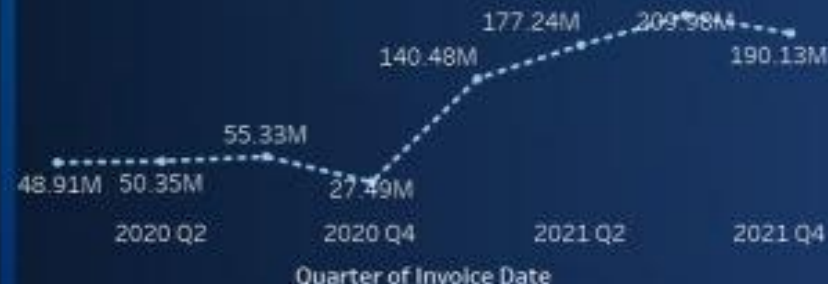 177.24M
209.98M
140.48M
190.13M
55.33M
48.91M
50.35M
27.49M
2020 Q2
2020 Q4
2021 Q2
2021 Q4
Quarter of Invoice Date